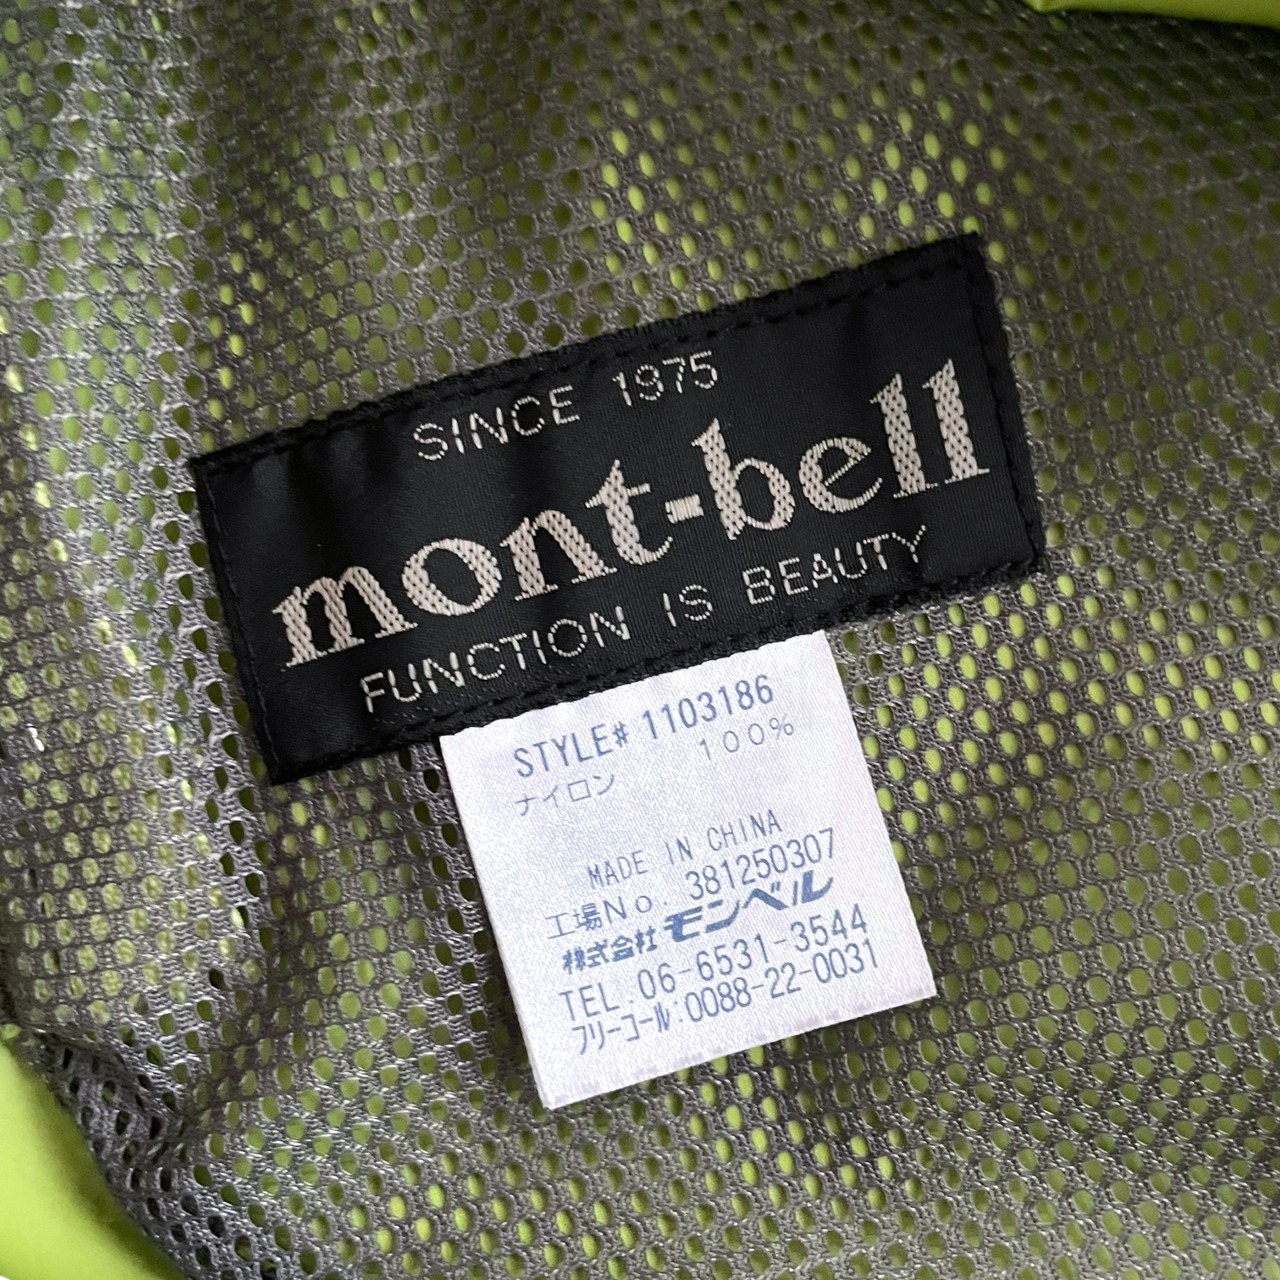 SINCE 1975
mont-bell
FUNCTION IS BEAUTY
STYLE# 1103186
ナイロン 100%
MADE IN CHINA
工場No. 381250307
株式会社 モンベル
TEL.06-6531-3544
フリーコール:0088-22-0031